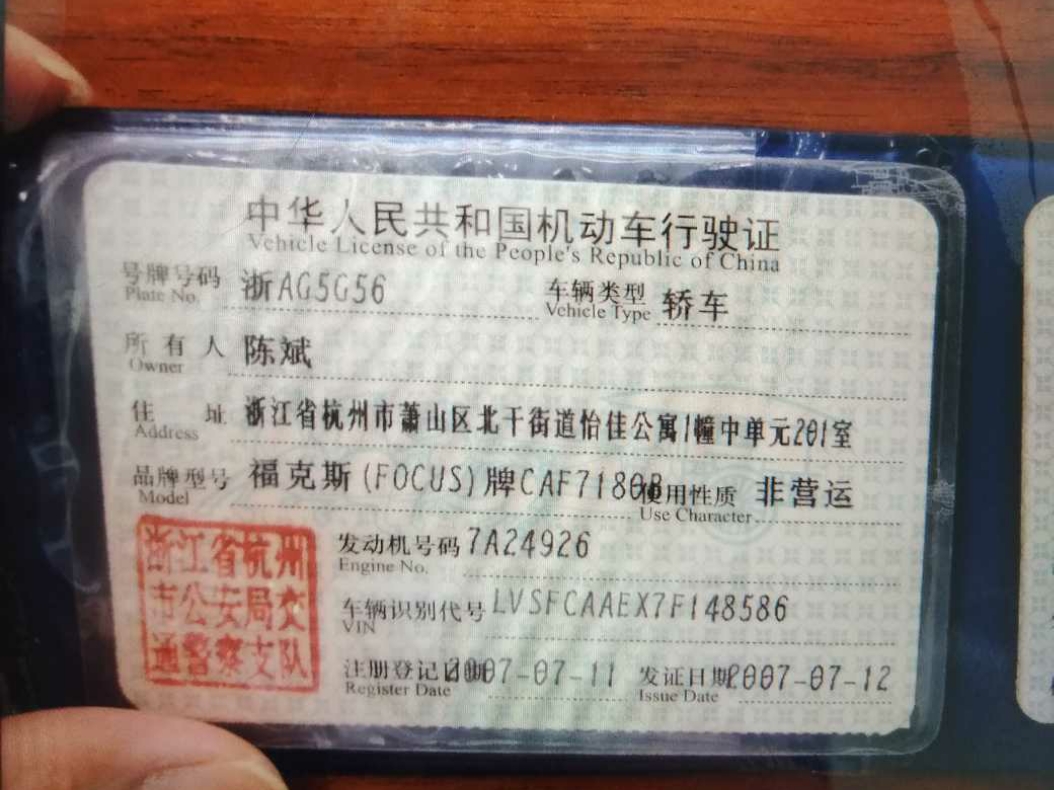 中华人民共和国机动车行驶证
Vehicle License of the People's Republic of China
号牌号码 浙AG5G56 车辆类型 轿车
Plate No. Vehicle Type
所有人 陈斌
Owner
住址 浙江省杭州市萧山区北干街道怡佳公寓1幢中单元201室
Address
品牌型号 福克斯(FOCUS)牌CAF7180B 使用性质 非营运
Model Use Character
浙江省杭州
市公安局交
通警察支队
发动机号码 7A24926
Engine No.
车辆识别代号 LVSFCAAEX7F148586
VIN
注册登记日期 2007-07-11 发证日期 2007-07-12
Register Date Issue Date